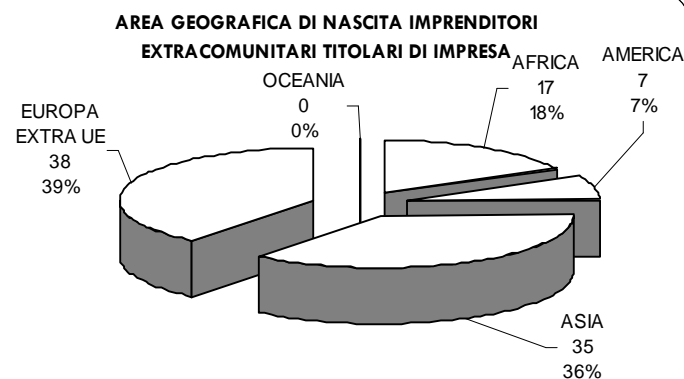 AREA GEOGRAFICA DI NASCITA IMPRENDITORI
EXTRACOMUNITARI TITOLARI DI IMPRESA
OCEANIA
0
0%
AFRICA
17
18%
AMERICA
7
7%
EUROPA
EXTRA UE
38
39%
ASIA
35
36%